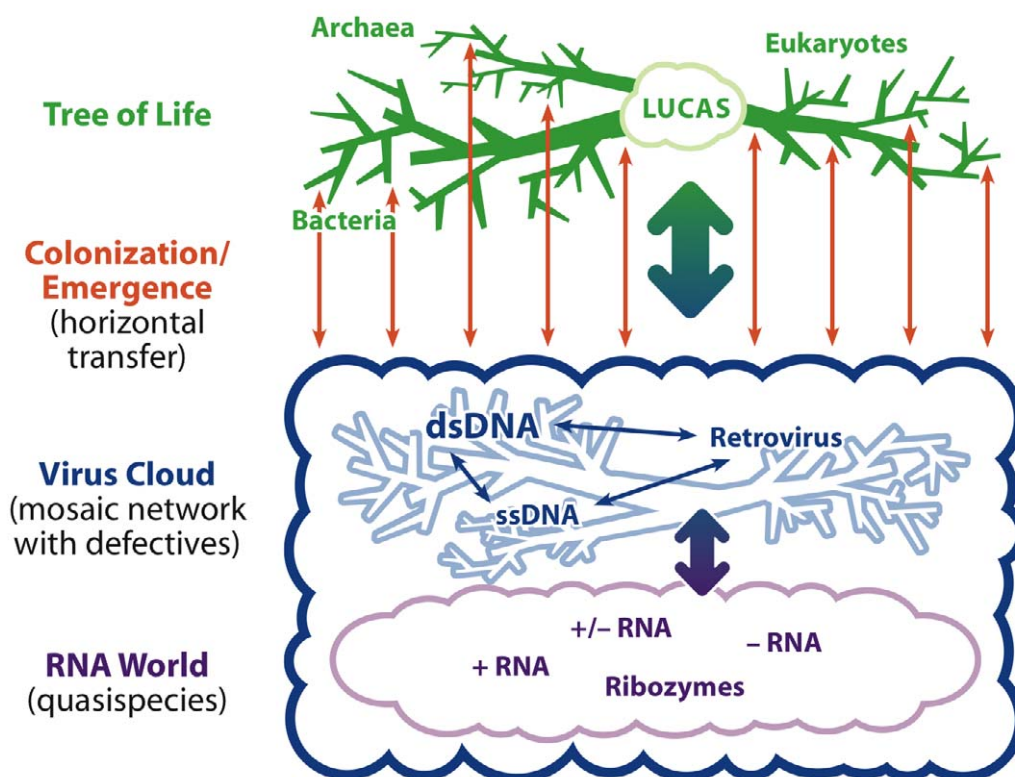 Archaea
Eukaryotes
Tree of Life
LUCAS
Bacteria
Colonization/
Emergence
(horizontal
transfer)
dsDNA
Retrovirus
Virus Cloud
(mosaic network
with defectives)
ssDNA
+/– RNA
– RNA
+ RNA
Ribozymes
RNA World
(quasispecies)